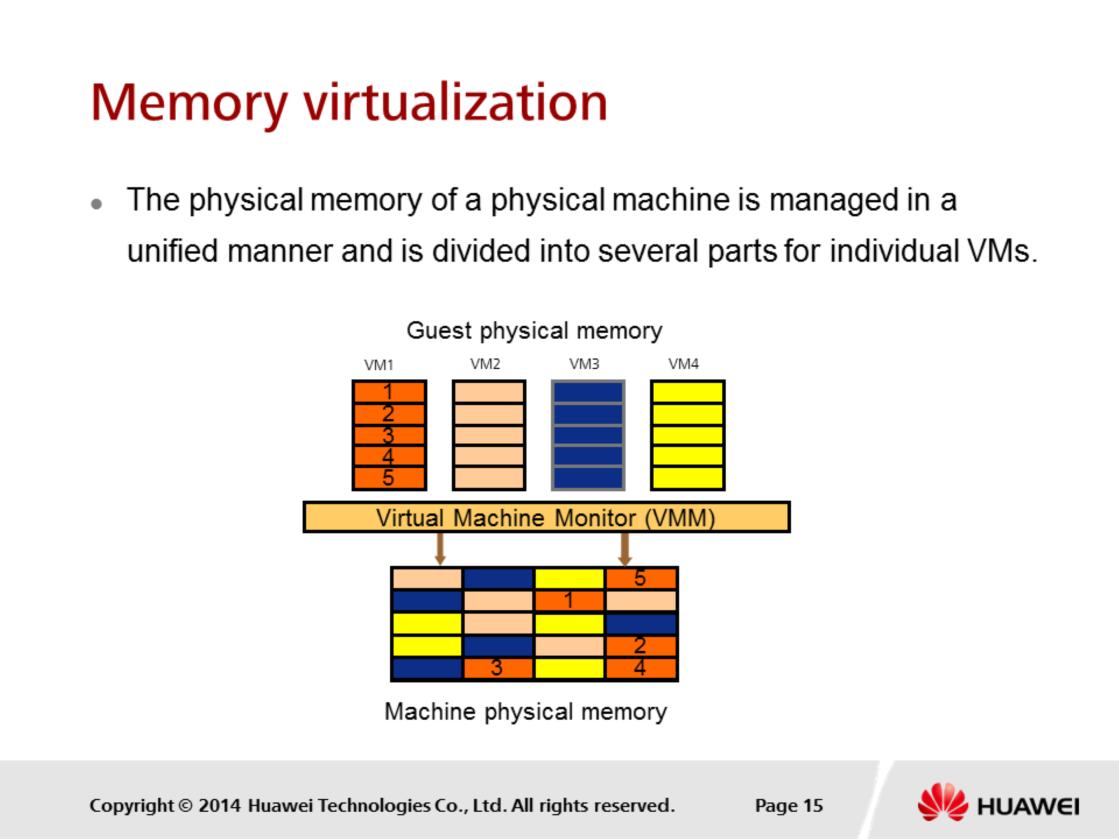 Memory virtualization
The physical memory of a physical machine is managed in a
unified manner and is divided into several parts for individual VMs.
Guest physical memory
VM1 VM2 VM3 VM4
1
2
3
4
5
Virtual Machine Monitor (VMM)
5
1
2
3 4
Machine physical memory
Copyright © 2014 Huawei Technologies Co., Ltd. All rights reserved. Page 15 HUAWEI